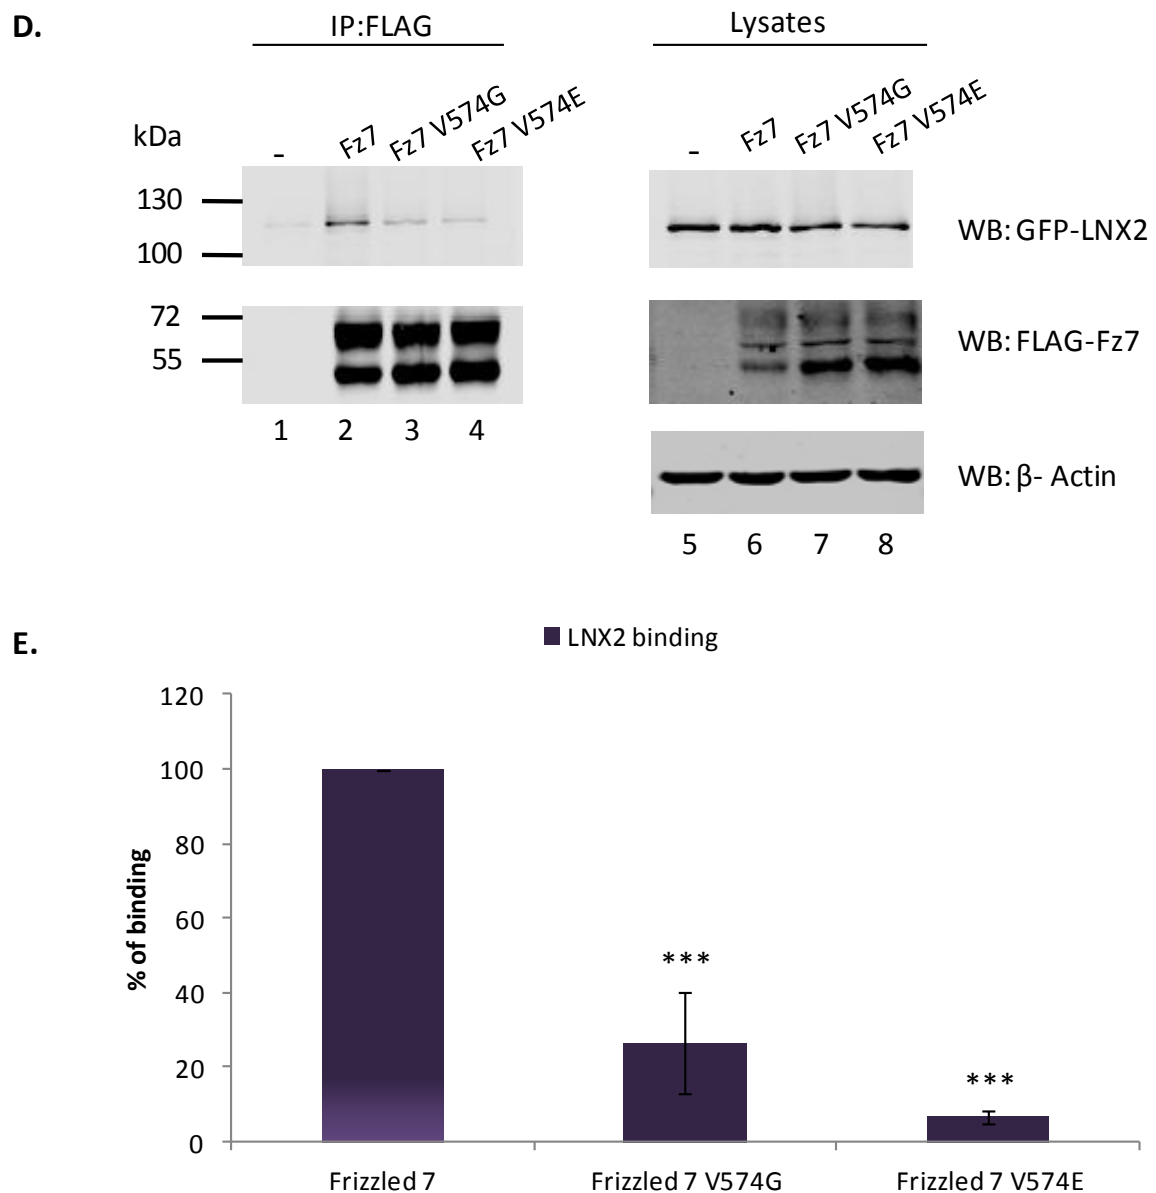 D.
IP:FLAG
Lysates
kDa
- Fz7 Fz7 V574G Fz7 V574E
- Fz7 Fz7 V574G Fz7 V574E
130
100
WB: GFP-LNX2
72
55
WB: FLAG-Fz7
1 2 3 4
WB: β- Actin
5 6 7 8
E.
LNX2 binding
% of binding
120
100
80
60
40
20
0
***
***
Frizzled 7 Frizzled 7 V574G Frizzled 7 V574E